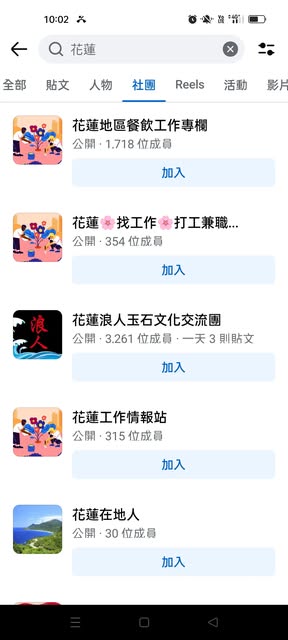 10:02
花蓮
全部 貼文 人物 社團 Reels 活動 影片
花蓮地區餐飲工作專欄
公開 · 1,718 位成員
加入
花蓮🌸找工作🌸打工兼職...
公開 · 354 位成員
加入
浪人
花蓮浪人玉石文化交流團
公開 · 3,261 位成員 · 一天 3 則貼文
加入
花蓮工作情報站
公開 · 315 位成員
加入
花蓮在地人
公開 · 30 位成員
加入